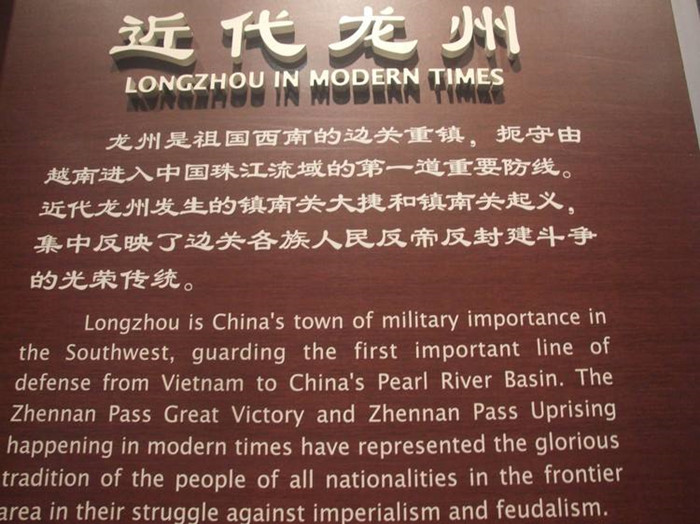 近代龙州
LONGZHOU IN MODERN TIMES
龙州是祖国西南的边关重镇，扼守由
越南进入中国珠江流域的第一道重要防线。
近代龙州发生的镇南关大捷和镇南关起义，
集中反映了边关各族人民反帝反封建斗争
的光荣传统。
Longzhou is China's town of military importance in
the Southwest, guarding the first important line of
defense from Vietnam to China's Pearl River Basin. The
Zhennan Pass Great Victory and Zhennan Pass Uprising
happening in modern times have represented the glorious
tradition of the people of all nationalities in the frontier
area in their struggle against imperialism and feudalism.